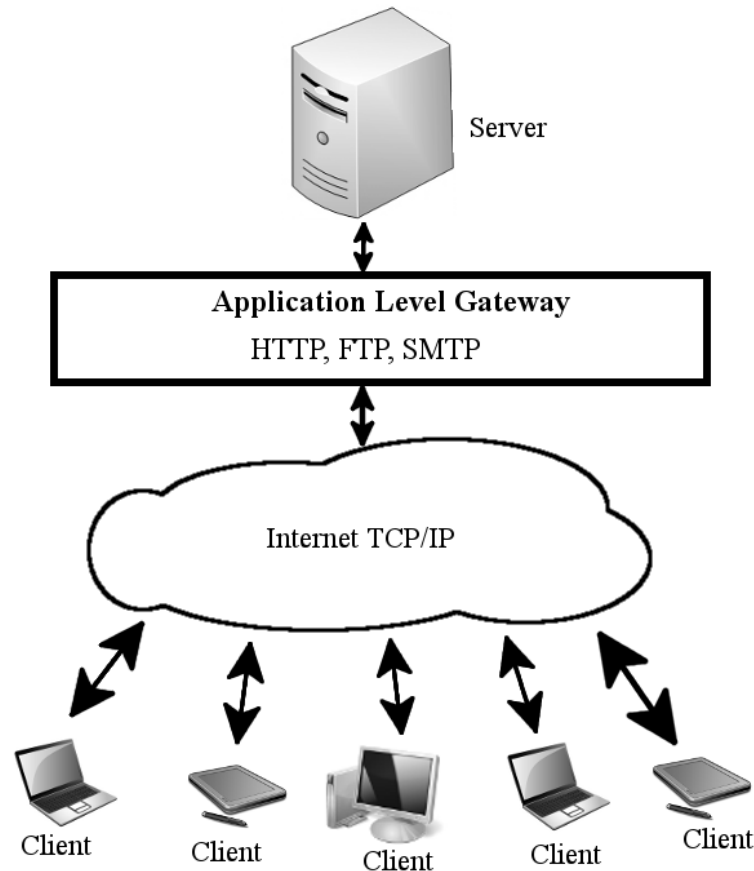 Server
Application Level Gateway
HTTP, FTP, SMTP
Internet TCP/IP
Client
Client
Client
Client
Client